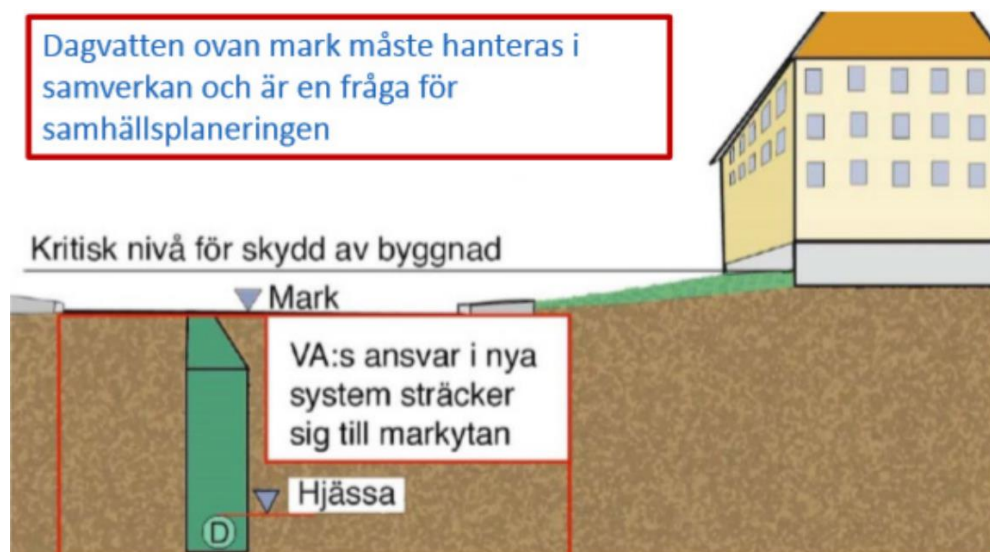 Dagvatten ovan mark måste hanteras i
samverkan och är en fråga för
samhällsplaneringen
Kritisk nivå för skydd av byggnad
Mark
VA:s ansvar i nya
system sträcker
sig till markytan
Hjässa
D